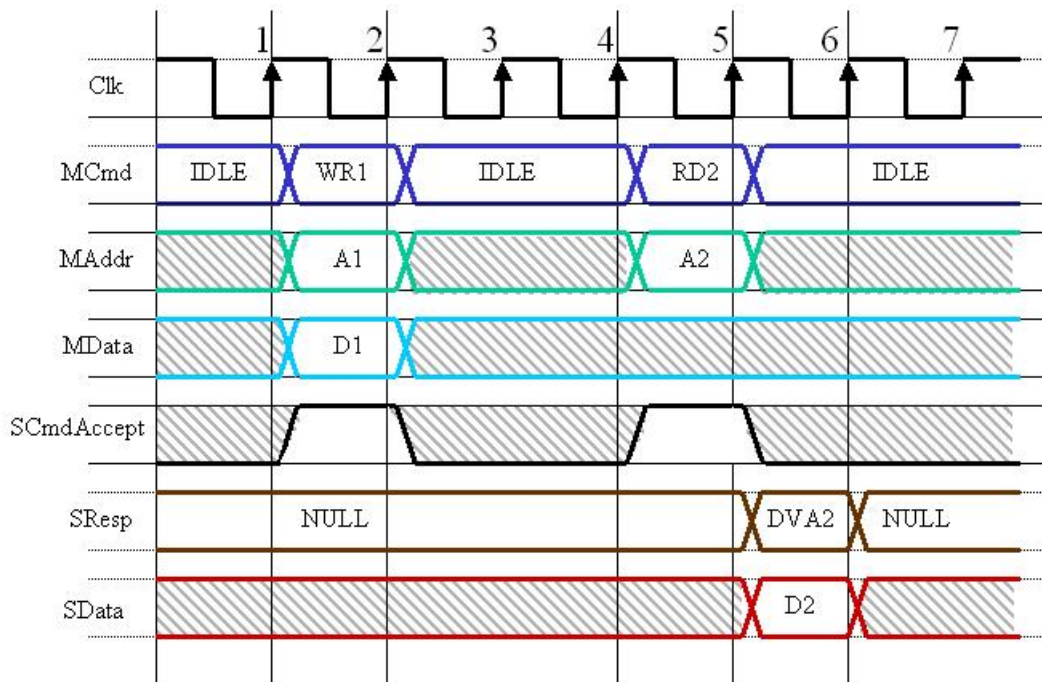 1 2 3 4 5 6 7
Clk
MCmd IDLE WR1 IDLE RD2 IDLE
MAddr A1 A2
MData D1
SCmdAccept
SResp NULL DVA2 NULL
SData D2